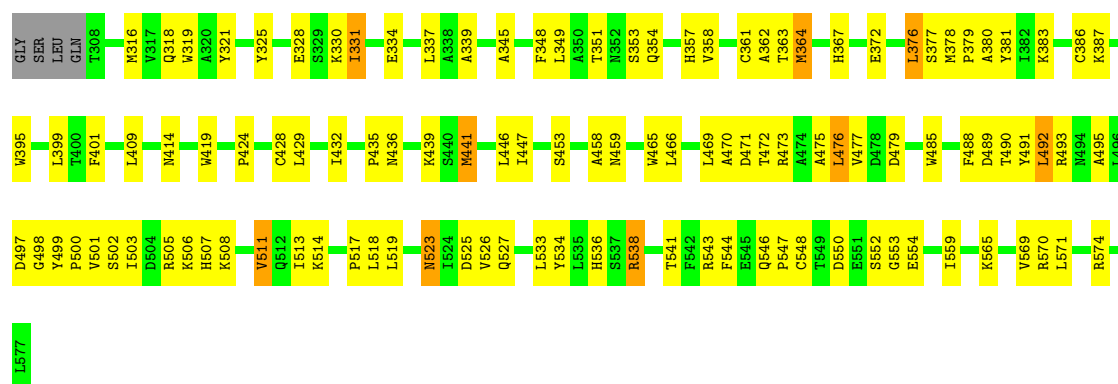 GLY SER LEU GLN T308 M316 V317 Q318 W319 A320 Y321 Y325 E328 S329 K330 I331 E334 L337 A338 A339 A345 F348 L349 A350 T351 N352 S353 Q354 H357 V358 C361 A362 T363 M364 H367 E372 L376 S377 M378 P379 A380 Y381 I382 K383 C386 K387
W395 L399 T400 F401 L409 N414 W419 P424 C428 L429 I432 P435 N436 K439 S440 M441 L446 I447 S453 A458 N459 W465 L466 L469 A470 D471 T472 R473 A474 A475 L476 V477 D478 D479 W485 F488 D489 T490 Y491 L492 R493 N494 A495 L496
D497 G498 Y499 P500 V501 S502 I503 D504 R505 K506 H507 K508 V511 Q512 I513 K514 P517 L518 L519 N523 I524 D525 V526 Q527 L533 Y534 L535 H536 S537 R538 T541 F542 R543 F544 E545 Q546 P547 C548 T549 D550 E551 S552 G553 E554 I559 K565 V569 R570 L571 R574
L577